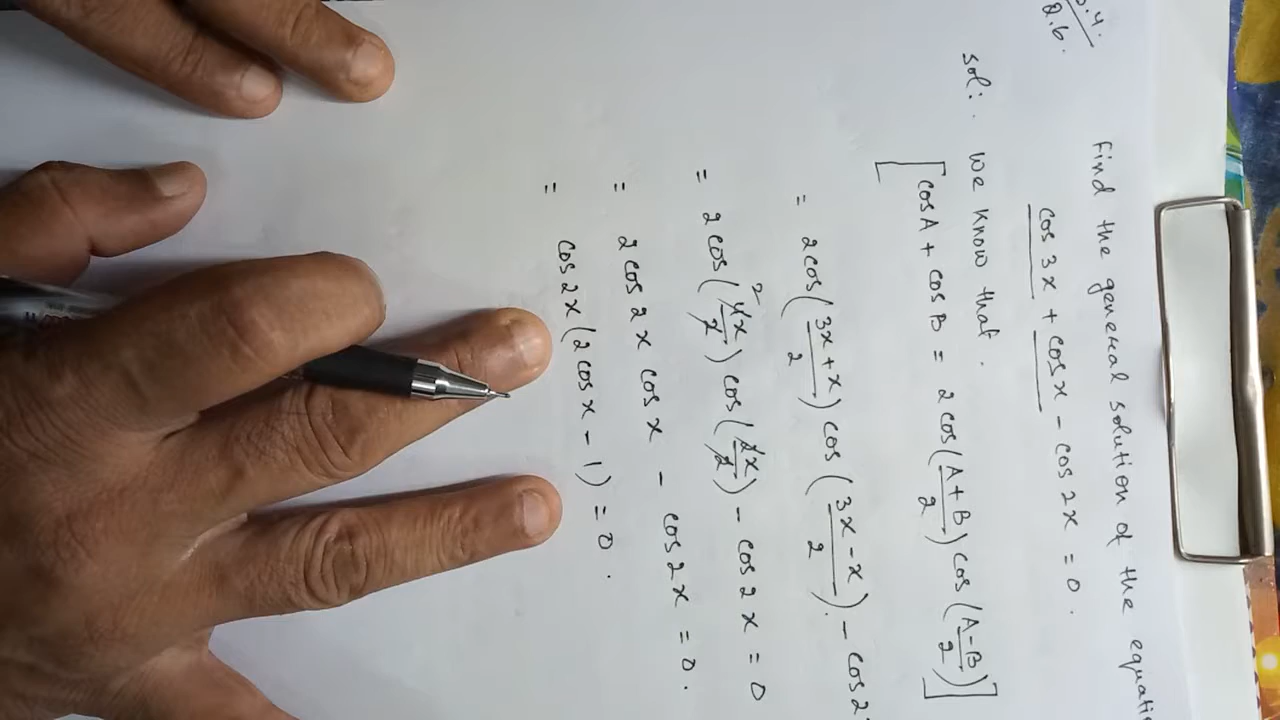 Find the general solution of the
cos 3x + cos x - cos 2x = 0.
Sol: We know that.
[cos A + cos B = 2 cos((A+B)/2) cos((A-B)/2)]
= 2 cos((3x+x)/2) cos((3x-x)/2) - cos 2
= 2 cos(4x/2) cos(2x/2) - cos 2x = 0
= 2 cos 2x cos x - cos 2x = 0.
= cos 2x (2 cos x - 1) = 0.